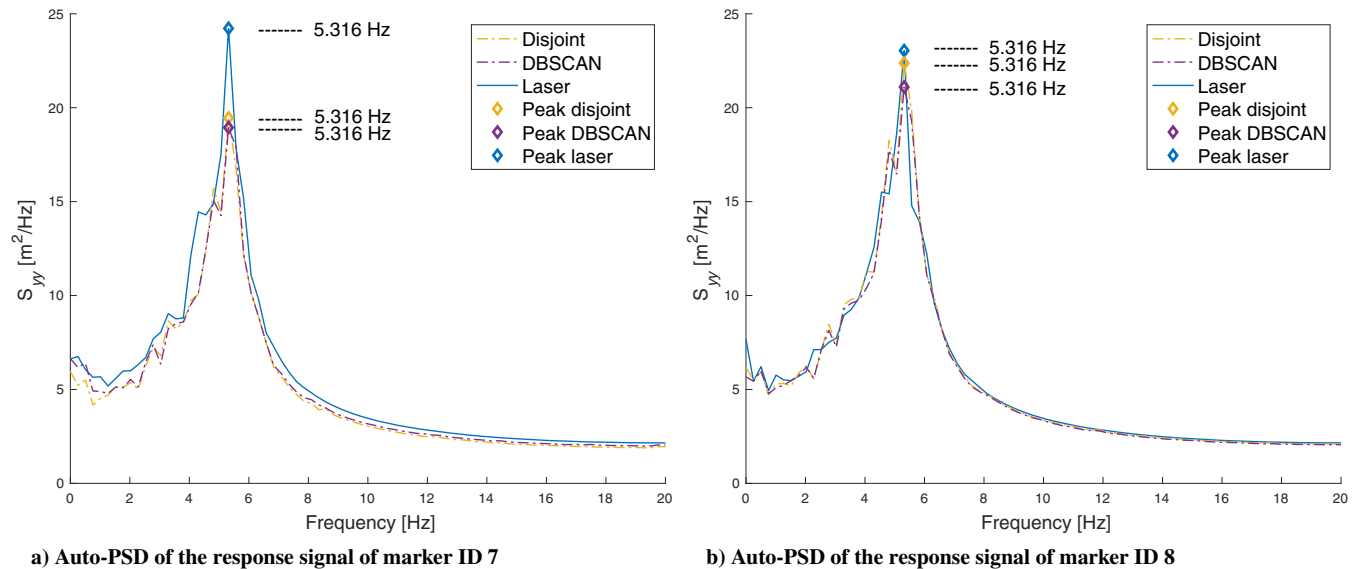 25
20
15
10
5
0
S_yy [m²/Hz]
0 2 4 6 8 10 12 14 16 18 20
Frequency [Hz]
5.316 Hz
5.316 Hz
5.316 Hz
Disjoint
DBSCAN
Laser
Peak disjoint
Peak DBSCAN
Peak laser
a) Auto-PSD of the response signal of marker ID 7
25
20
15
10
5
0
S_yy [m²/Hz]
0 2 4 6 8 10 12 14 16 18 20
Frequency [Hz]
5.316 Hz
5.316 Hz
5.316 Hz
Disjoint
DBSCAN
Laser
Peak disjoint
Peak DBSCAN
Peak laser
b) Auto-PSD of the response signal of marker ID 8